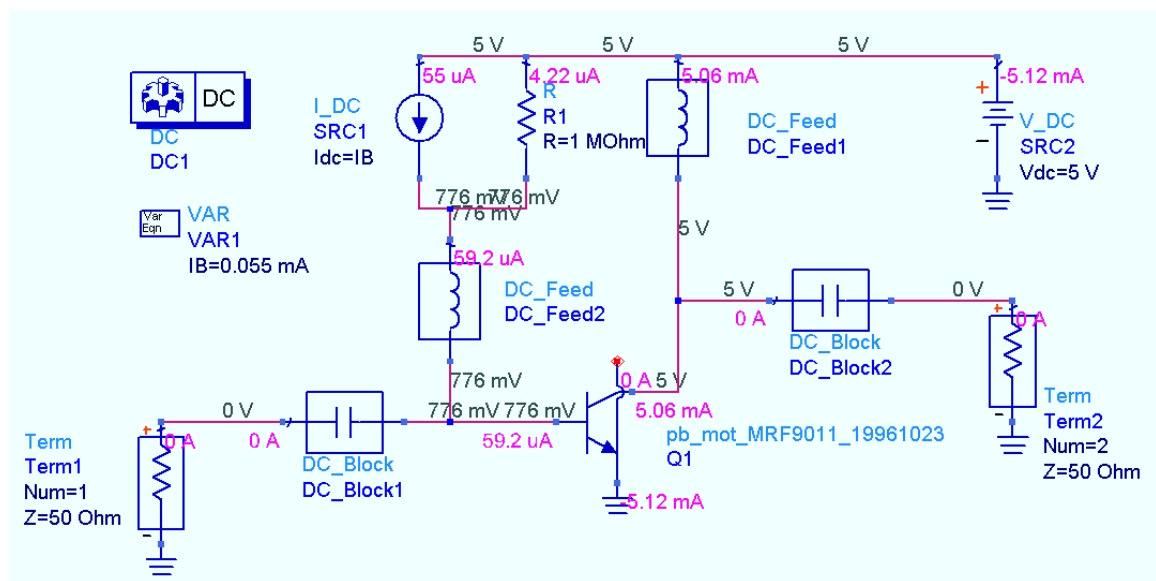 5 V 5 V 5 V
55 uA 4.22 uA 5.06 mA -5.12 mA
DC
DC
DC1
I_DC
SRC1
Idc=IB
R
R1
R=1 MOhm
DC_Feed
DC_Feed1
+
-
V_DC
SRC2
Vdc=5 V
776 mV 776 mV
776 mV
Var
Eqn
VAR
VAR1
IB=0.055 mA
5 V
59.2 uA
DC_Feed
DC_Feed2
5 V 0 V
0 A 0 A
+
DC_Block
DC_Block2
776 mV
0 A 5 V
5.06 mA
-
Term
Term2
Num=2
Z=50 Ohm
0 V 776 mV 776 mV
+
0 A 0 A 59.2 uA
pb_mot_MRF9011_19961023
Q1
Term
Term1
Num=1
Z=50 Ohm
-
DC_Block
DC_Block1
-5.12 mA